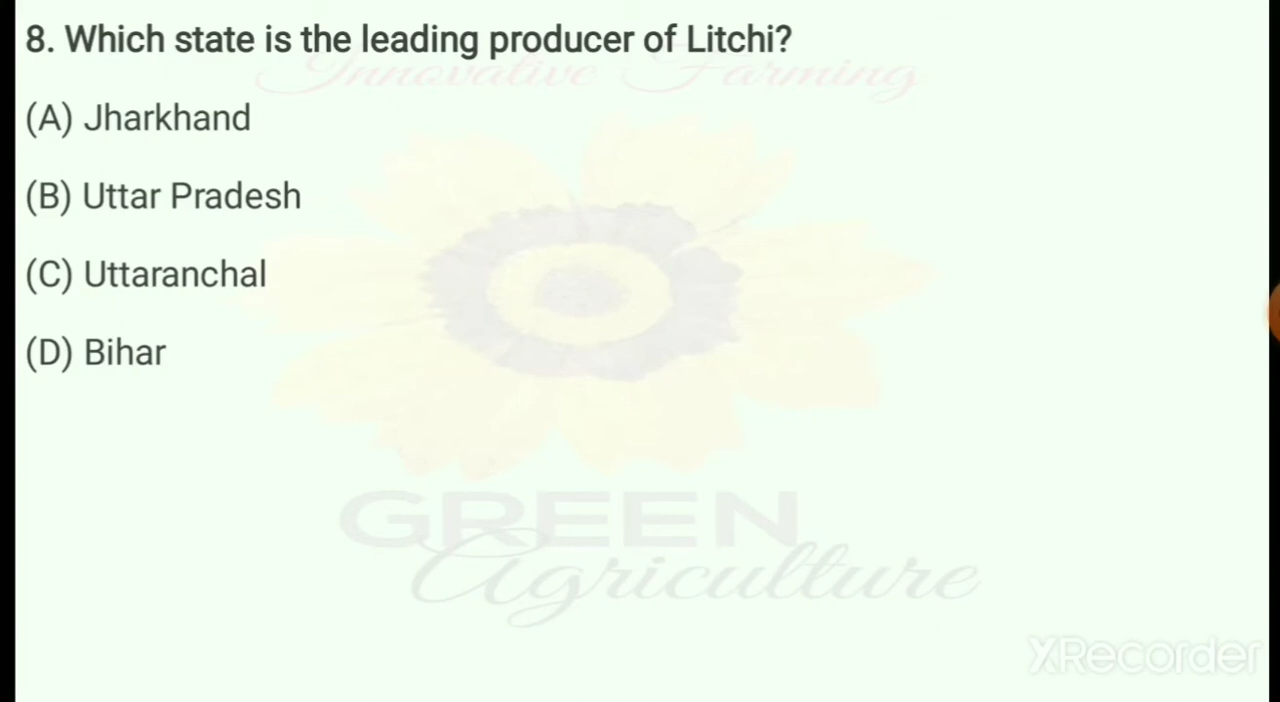 8. Which state is the leading producer of Litchi?
Innovative Farming
(A) Jharkhand
(B) Uttar Pradesh
(C) Uttaranchal
(D) Bihar
GREEN
Agriculture
XRecorder